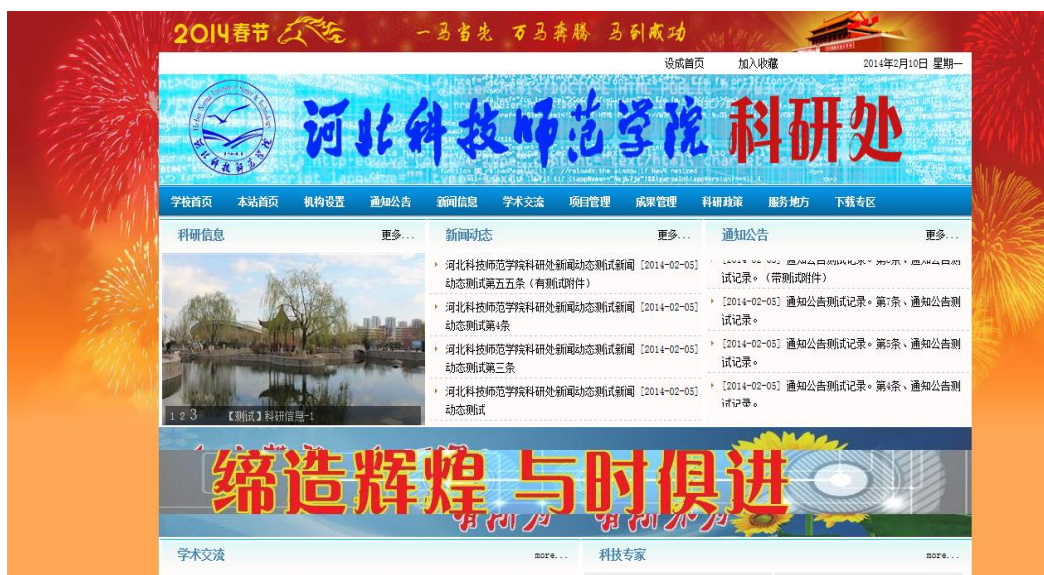 2014春节
一马当先 万马奔腾 马到成功
设成首页 加入收藏 2014年2月10日 星期一
河北科技师范学院 科研处
学校首页 本站首页 机构设置 通知公告 新闻信息 学术交流 项目管理 成果管理 科研政策 服务地方 下载专区
科研信息 更多...
1 2 3 【测试】科研信息-1
新闻动态 更多...
河北科技师范学院科研处新闻动态测试新闻 [2014-02-05]
动态测试第五五条（有测试附件）
河北科技师范学院科研处新闻动态测试新闻 [2014-02-05]
动态测试第4条
河北科技师范学院科研处新闻动态测试新闻 [2014-02-05]
动态测试第三条
河北科技师范学院科研处新闻动态测试新闻 [2014-02-05]
动态测试
通知公告 更多...
试记录。（带测试附件）
[2014-02-05] 通知公告测试记录。第7条、通知公告测
试记录。
[2014-02-05] 通知公告测试记录。第5条、通知公告测
试记录。
[2014-02-05] 通知公告测试记录。第4条、通知公告测
试记录。
缔造辉煌 与时俱进
学术交流 more...
科技专家 more...